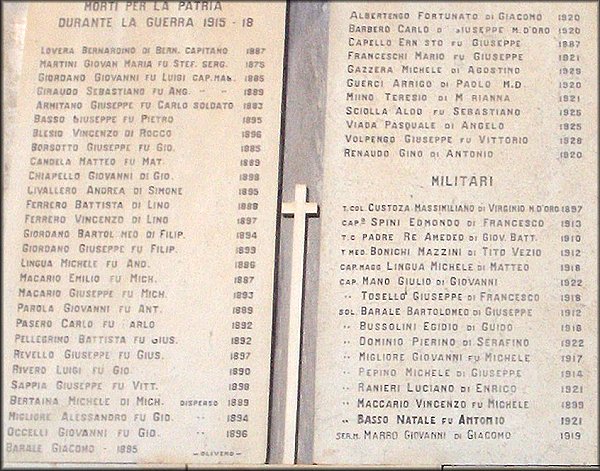 MORTI PER LA PATRIA
DURANTE LA GUERRA 1915 - 18
LOVERA BERNARDINO DI BERN. CAPITANO 1887
MARTINI GIOVAN MARIA FU STEF. SERG. 1875
GIORDANO GIOVANNI FU LUIGI CAP. MAG. 1885
GIRAUDO SEBASTIANO FU ANG. " " 1889
ARMITANO GIUSEPPE FU CARLO SOLDATO 1883
BASSO GIUSEPPE FU PIETRO 1895
BLESIO VINCENZO DI ROCCO 1896
BORSOTTO GIUSEPPE FU GIO. 1885
CANDELA MATTEO FU MAT. 1889
CHIAPELLO GIOVANNI DI GIO. 1898
CIVALLERO ANDREA DI SIMONE 1895
FERRERO BATTISTA DI LINO 1889
FERRERO VINCENZO DI LINO 1897
GIORDANO BARTOL MEO DI FILIP. 1894
GIORDANO GIUSEPPE FU FILIP. 1899
LINGUA MICHELE FU AND. 1886
MACARIO EMILIO FU MICH. 1887
MACARIO GIUSEPPE FU MICH. 1893
PAROLA GIOVANNI FU ANT. 1889
PASERO CARLO FU ARLO 1892
PELLEGRINO BATTISTA FU GIUS. 1892
REVELLO GIUSEPPE FU GIUS. 1897
RIVERO LUIGI FU GIO 1890
SAPPIA GIUSEPPE FU VITT. 1898
BERTAINA MICHELE DI MICH. DISPERSO 1889
MIGLIORE ALESSANDRO FU GIO. " 1894
OCCELLI GIOVANNI FU GIO. " 1896
BARALE GIACOMO - 1895
-OLIVERO-
ALBERTENGO FORTUNATO DI GIACOMO 1920
BARBERO CARLO DI GIUSEPPE M.D'ORO 1920
CAPELLO ERN STO FU GIUSEPPE 1887
FRANCESCHI MARIO FU GIUSEPPE 1921
GAZZERA MICHELE DI AGOSTINO 1929
GUERCI ARRIGO DI PAOLO M.D. 1920
MIINO TERESIO DI M RIANNA 1921
SCIOLLA ALDO FU SEBASTIANO 1925
VIADA PASQUALE DI ANGELO 1925
VOLPENGO GIUSEPPE FU VITTORIO 1928
RENAUDO GINO DI ANTONIO 1920
MILITARI
T.COL CUSTOZA MASSIMILIANO DI VIRGINIO M.D'ORO 1897
CAP.º SPINI EDMONDO DI FRANCESCO 1913
T.C PADRE RE AMEDEO DI GIOV. BATT. 1910
T MED. BONICHI MAZZINI DI TITO VEZIO 1912
CAP.MAGG LINGUA MICHELE DI MATTEO 1916
CAP. MANO GIULIO DI GIOVANNI 1922
" TOSELLO GIUSEPPE DI FRANCESCO 1918
SOL. BARALE BARTOLOMEO DI GIUSEPPE 1912
" BUSSOLINI EGIDIO DI GUIDO 1916
" DOMINIO PIERINO DI SERAFINO 1922
" MIGLIORE GIOVANNI FU MICHELE 1917
" PEPINO MICHELE DI GIUSEPPE 1914
" RANIERI LUCIANO DI ENRICO 1921
" MACCARIO VINCENZO FU MICHELE 1899
" BASSO NATALE FU ANTONIO 1921
SER.M. MARRO GIOVANNI DI GIACOMO 1919